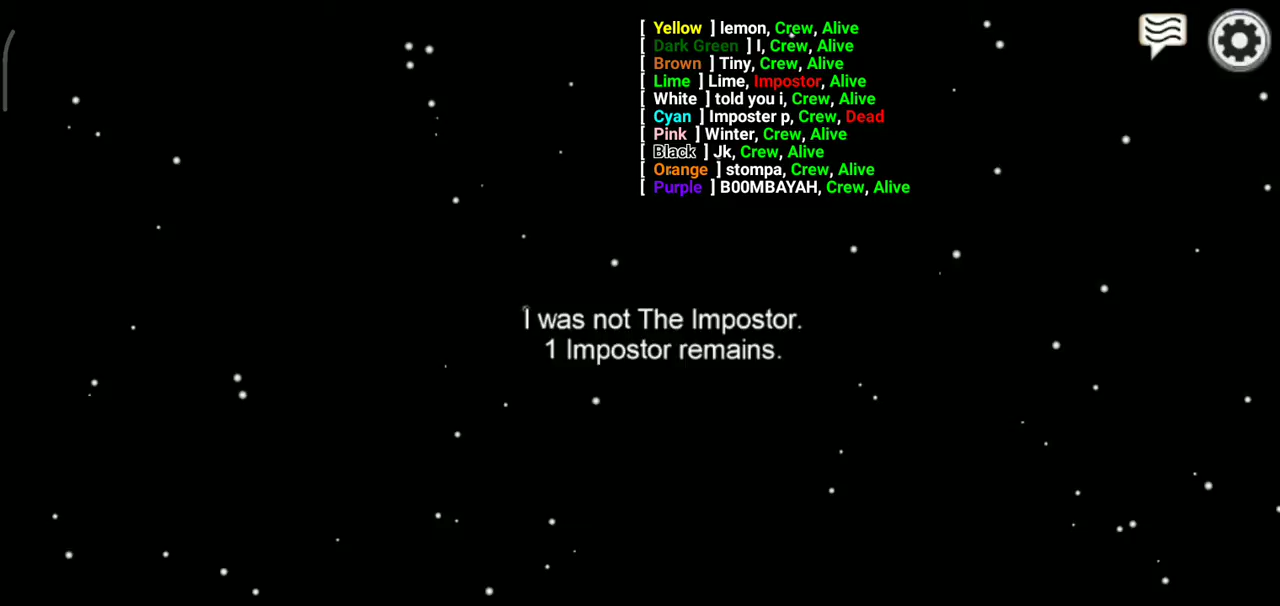 [ Yellow ] lemon, Crew, Alive
[ Dark Green ] I, Crew, Alive
[ Brown ] Tiny, Crew, Alive
[ Lime ] Lime, Impostor, Alive
[ White ] told you i, Crew, Alive
[ Cyan ] Imposter p, Crew, Dead
[ Pink ] Winter, Crew, Alive
[ Black ] Jk, Crew, Alive
[ Orange ] stompa, Crew, Alive
[ Purple ] B00MBAYAH, Crew, Alive
I was not The Impostor.
1 Impostor remains.